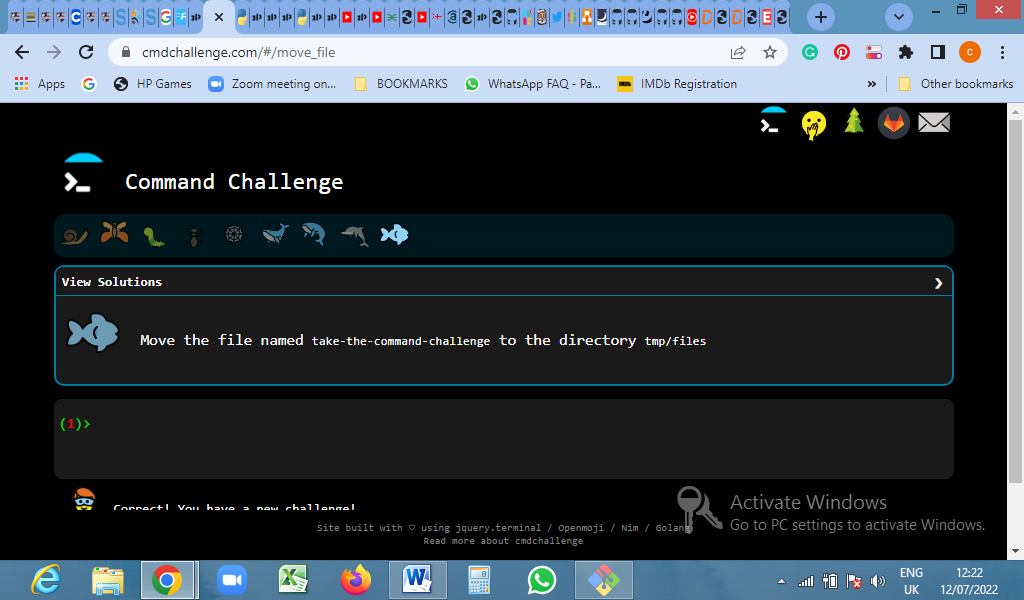 cmdchallenge.com/#/move_file
Apps HP Games Zoom meeting on... BOOKMARKS WhatsApp FAQ - Pa... IMDb Registration » Other bookmarks
Command Challenge
View Solutions
Move the file named take-the-command-challenge to the directory tmp/files
(1)>
Correct! You have a new challenge!
Activate Windows
Go to PC settings to activate Windows.
Site built with ♡ using jquery.terminal / Openmoji / Nim / Golang
Read more about cmdchallenge
ENG 12:22
UK 12/07/2022